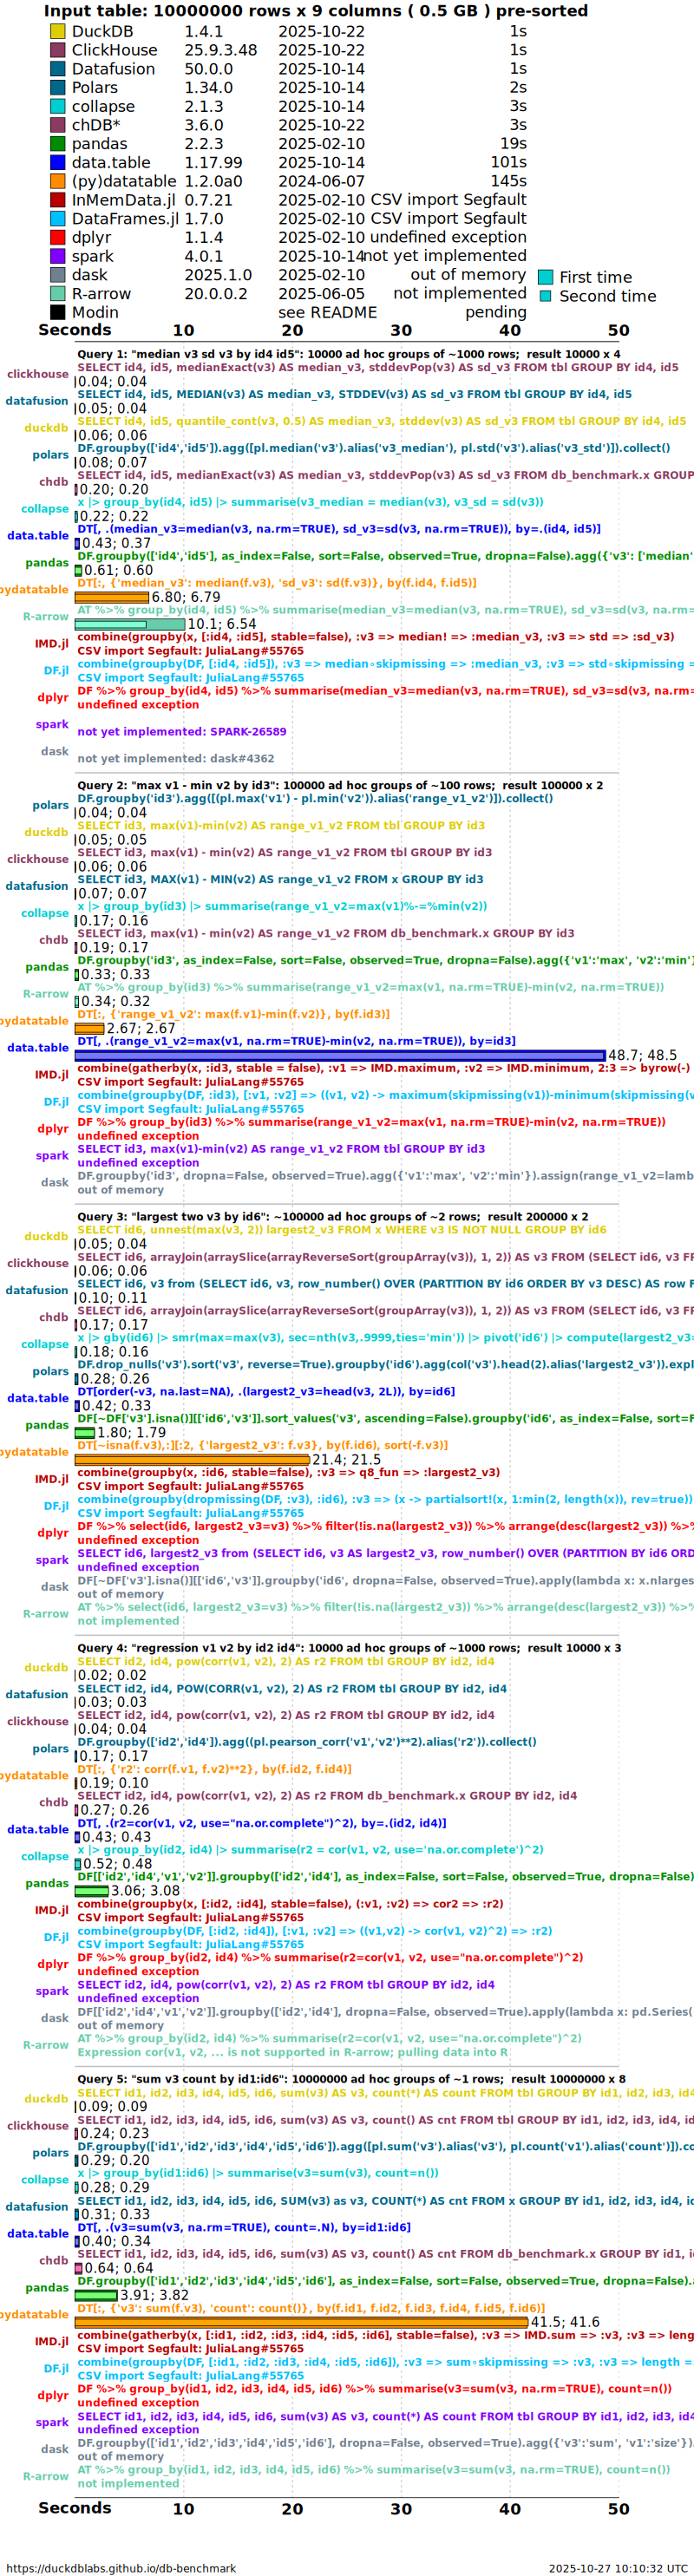 Input table: 10000000 rows x 9 columns ( 0.5 GB ) pre-sorted
DuckDB 1.4.1 2025-10-22 1s
ClickHouse 25.9.3.48 2025-10-22 1s
Datafusion 50.0.0 2025-10-14 1s
Polars 1.34.0 2025-10-14 2s
collapse 2.1.3 2025-10-14 3s
chDB* 3.6.0 2025-10-22 3s
pandas 2.2.3 2025-02-10 19s
data.table 1.17.99 2025-10-14 101s
(py)datatable 1.2.0a0 2024-06-07 145s
InMemData.jl 0.7.21 2025-02-10 CSV import Segfault
DataFrames.jl 1.7.0 2025-02-10 CSV import Segfault
dplyr 1.1.4 2025-02-10 undefined exception
spark 4.0.1 2025-10-14 not yet implemented
dask 2025.1.0 2025-02-10 out of memory
First time
R-arrow 20.0.0.2 2025-06-05 not implemented
Second time
Modin see README pending
Seconds 10 20 30 40 50
Query 1: "median v3 sd v3 by id4 id5": 10000 ad hoc groups of ~1000 rows; result 10000 x 4
clickhouse SELECT id4, id5, medianExact(v3) AS median_v3, stddevPop(v3) AS sd_v3 FROM tbl GROUP BY id4, id5
0.04; 0.04
datafusion SELECT id4, id5, MEDIAN(v3) AS median_v3, STDDEV(v3) AS sd_v3 FROM tbl GROUP BY id4, id5
0.05; 0.04
duckdb SELECT id4, id5, quantile_cont(v3, 0.5) AS median_v3, stddev(v3) AS sd_v3 FROM tbl GROUP BY id4, id5
0.06; 0.06
polars DF.groupby(['id4','id5']).agg([pl.median('v3').alias('v3_median'), pl.std('v3').alias('v3_std')]).collect()
0.08; 0.07
chdb SELECT id4, id5, medianExact(v3) AS median_v3, stddevPop(v3) AS sd_v3 FROM db_benchmark.x GROUP
0.20; 0.20
collapse x |> group_by(id4, id5) |> summarise(v3_median = median(v3), v3_sd = sd(v3))
0.22; 0.22
data.table DT[, .(median_v3=median(v3, na.rm=TRUE), sd_v3=sd(v3, na.rm=TRUE)), by=.(id4, id5)]
0.43; 0.37
pandas DF.groupby(['id4','id5'], as_index=False, sort=False, observed=True, dropna=False).agg({'v3': ['median'
0.61; 0.60
pydatatable DT[:, {'median_v3': median(f.v3), 'sd_v3': sd(f.v3)}, by(f.id4, f.id5)]
6.80; 6.79
R-arrow AT %>% group_by(id4, id5) %>% summarise(median_v3=median(v3, na.rm=TRUE), sd_v3=sd(v3, na.rm=
10.1; 6.54
IMD.jl combine(groupby(x, [:id4, :id5], stable=false), :v3 => median! => :median_v3, :v3 => std => :sd_v3)
CSV import Segfault: JuliaLang#55765
DF.jl combine(groupby(DF, [:id4, :id5]), :v3 => median∘skipmissing => :median_v3, :v3 => std∘skipmissing =
CSV import Segfault: JuliaLang#55765
dplyr DF %>% group_by(id4, id5) %>% summarise(median_v3=median(v3, na.rm=TRUE), sd_v3=sd(v3, na.rm=
undefined exception
spark
not yet implemented: SPARK-26589
dask
not yet implemented: dask#4362
Query 2: "max v1 - min v2 by id3": 100000 ad hoc groups of ~100 rows; result 100000 x 2
polars DF.groupby('id3').agg([(pl.max('v1') - pl.min('v2')).alias('range_v1_v2')]).collect()
0.04; 0.04
duckdb SELECT id3, max(v1)-min(v2) AS range_v1_v2 FROM tbl GROUP BY id3
0.05; 0.05
clickhouse SELECT id3, max(v1) - min(v2) AS range_v1_v2 FROM tbl GROUP BY id3
0.06; 0.06
datafusion SELECT id3, MAX(v1) - MIN(v2) AS range_v1_v2 FROM x GROUP BY id3
0.07; 0.07
collapse x |> group_by(id3) |> summarise(range_v1_v2=max(v1)%-=%min(v2))
0.17; 0.16
chdb SELECT id3, max(v1) - min(v2) AS range_v1_v2 FROM db_benchmark.x GROUP BY id3
0.19; 0.17
pandas DF.groupby('id3', as_index=False, sort=False, observed=True, dropna=False).agg({'v1':'max', 'v2':'min'}
0.33; 0.33
R-arrow AT %>% group_by(id3) %>% summarise(range_v1_v2=max(v1, na.rm=TRUE)-min(v2, na.rm=TRUE))
0.34; 0.32
pydatatable DT[:, {'range_v1_v2': max(f.v1)-min(f.v2)}, by(f.id3)]
2.67; 2.67
data.table DT[, .(range_v1_v2=max(v1, na.rm=TRUE)-min(v2, na.rm=TRUE)), by=id3]
48.7; 48.5
IMD.jl combine(gatherby(x, :id3, stable = false), :v1 => IMD.maximum, :v2 => IMD.minimum, 2:3 => byrow(-)
CSV import Segfault: JuliaLang#55765
DF.jl combine(groupby(DF, :id3), [:v1, :v2] => ((v1, v2) -> maximum(skipmissing(v1))-minimum(skipmissing(v
CSV import Segfault: JuliaLang#55765
dplyr DF %>% group_by(id3) %>% summarise(range_v1_v2=max(v1, na.rm=TRUE)-min(v2, na.rm=TRUE))
undefined exception
spark SELECT id3, max(v1)-min(v2) AS range_v1_v2 FROM tbl GROUP BY id3
undefined exception
dask DF.groupby('id3', dropna=False, observed=True).agg({'v1':'max', 'v2':'min'}).assign(range_v1_v2=lamb
out of memory
Query 3: "largest two v3 by id6": ~100000 ad hoc groups of ~2 rows; result 200000 x 2
duckdb SELECT id6, unnest(max(v3, 2)) largest2_v3 FROM x WHERE v3 IS NOT NULL GROUP BY id6
0.05; 0.04
clickhouse SELECT id6, arrayJoin(arraySlice(arrayReverseSort(groupArray(v3)), 1, 2)) AS v3 FROM (SELECT id6, v3 FR
0.06; 0.06
datafusion SELECT id6, v3 from (SELECT id6, v3, row_number() OVER (PARTITION BY id6 ORDER BY v3 DESC) AS row F
0.10; 0.11
chdb SELECT id6, arrayJoin(arraySlice(arrayReverseSort(groupArray(v3)), 1, 2)) AS v3 FROM (SELECT id6, v3 FR
0.17; 0.17
collapse x |> gby(id6) |> smr(max=max(v3), sec=nth(v3,.9999,ties='min')) |> pivot('id6') |> compute(largest2_v3=
0.18; 0.16
polars DF.drop_nulls('v3').sort('v3', reverse=True).groupby('id6').agg(col('v3').head(2).alias('largest2_v3')).expl
0.28; 0.26
data.table DT[order(-v3, na.last=NA), .(largest2_v3=head(v3, 2L)), by=id6]
0.42; 0.33
pandas DF[~DF['v3'].isna()][['id6','v3']].sort_values('v3', ascending=False).groupby('id6', as_index=False, sort=F
1.80; 1.79
pydatatable DT[~isna(f.v3),:][:2, {'largest2_v3': f.v3}, by(f.id6), sort(-f.v3)]
21.4; 21.5
IMD.jl combine(groupby(x, :id6, stable=false), :v3 => q8_fun => :largest2_v3)
CSV import Segfault: JuliaLang#55765
DF.jl combine(groupby(dropmissing(DF, :v3), :id6), :v3 => (x -> partialsort!(x, 1:min(2, length(x)), rev=true))
CSV import Segfault: JuliaLang#55765
dplyr DF %>% select(id6, largest2_v3=v3) %>% filter(!is.na(largest2_v3)) %>% arrange(desc(largest2_v3)) %>%
undefined exception
spark SELECT id6, largest2_v3 from (SELECT id6, v3 AS largest2_v3, row_number() OVER (PARTITION BY id6 ORD
undefined exception
dask DF[~DF['v3'].isna()][['id6','v3']].groupby('id6', dropna=False, observed=True).apply(lambda x: x.nlarges
out of memory
R-arrow AT %>% select(id6, largest2_v3=v3) %>% filter(!is.na(largest2_v3)) %>% arrange(desc(largest2_v3)) %>%
not implemented
Query 4: "regression v1 v2 by id2 id4": 10000 ad hoc groups of ~1000 rows; result 10000 x 3
duckdb SELECT id2, id4, pow(corr(v1, v2), 2) AS r2 FROM tbl GROUP BY id2, id4
0.02; 0.02
datafusion SELECT id2, id4, POW(CORR(v1, v2), 2) AS r2 FROM tbl GROUP BY id2, id4
0.03; 0.03
clickhouse SELECT id2, id4, pow(corr(v1, v2), 2) AS r2 FROM tbl GROUP BY id2, id4
0.04; 0.04
polars DF.groupby(['id2','id4']).agg((pl.pearson_corr('v1','v2')**2).alias('r2')).collect()
0.17; 0.17
pydatatable DT[:, {'r2': corr(f.v1, f.v2)**2}, by(f.id2, f.id4)]
0.19; 0.10
chdb SELECT id2, id4, pow(corr(v1, v2), 2) AS r2 FROM db_benchmark.x GROUP BY id2, id4
0.27; 0.26
data.table DT[, .(r2=cor(v1, v2, use="na.or.complete")^2), by=.(id2, id4)]
0.43; 0.43
collapse x |> group_by(id2, id4) |> summarise(r2 = cor(v1, v2, use='na.or.complete')^2)
0.52; 0.48
pandas DF[['id2','id4','v1','v2']].groupby(['id2','id4'], as_index=False, sort=False, observed=True, dropna=False)
3.06; 3.08
IMD.jl combine(groupby(x, [:id2, :id4], stable=false), (:v1, :v2) => cor2 => :r2)
CSV import Segfault: JuliaLang#55765
DF.jl combine(groupby(DF, [:id2, :id4]), [:v1, :v2] => ((v1,v2) -> cor(v1, v2)^2) => :r2)
CSV import Segfault: JuliaLang#55765
dplyr DF %>% group_by(id2, id4) %>% summarise(r2=cor(v1, v2, use="na.or.complete")^2)
undefined exception
spark SELECT id2, id4, pow(corr(v1, v2), 2) AS r2 FROM tbl GROUP BY id2, id4
undefined exception
dask DF[['id2','id4','v1','v2']].groupby(['id2','id4'], dropna=False, observed=True).apply(lambda x: pd.Series(
out of memory
R-arrow AT %>% group_by(id2, id4) %>% summarise(r2=cor(v1, v2, use="na.or.complete")^2)
Expression cor(v1, v2, ... is not supported in R-arrow; pulling data into R
Query 5: "sum v3 count by id1:id6": 10000000 ad hoc groups of ~1 rows; result 10000000 x 8
duckdb SELECT id1, id2, id3, id4, id5, id6, sum(v3) AS v3, count(*) AS count FROM tbl GROUP BY id1, id2, id3, id4
0.09; 0.09
clickhouse SELECT id1, id2, id3, id4, id5, id6, sum(v3) AS v3, count() AS cnt FROM tbl GROUP BY id1, id2, id3, id4, id
0.24; 0.23
polars DF.groupby(['id1','id2','id3','id4','id5','id6']).agg([pl.sum('v3').alias('v3'), pl.count('v1').alias('count')]).co
0.29; 0.20
collapse x |> group_by(id1:id6) |> summarise(v3=sum(v3), count=n())
0.28; 0.29
datafusion SELECT id1, id2, id3, id4, id5, id6, SUM(v3) as v3, COUNT(*) AS cnt FROM x GROUP BY id1, id2, id3, id4, id
0.31; 0.33
data.table DT[, .(v3=sum(v3, na.rm=TRUE), count=.N), by=id1:id6]
0.40; 0.34
chdb SELECT id1, id2, id3, id4, id5, id6, sum(v3) AS v3, count() AS cnt FROM db_benchmark.x GROUP BY id1, id
0.64; 0.64
pandas DF.groupby(['id1','id2','id3','id4','id5','id6'], as_index=False, sort=False, observed=True, dropna=False).a
3.91; 3.82
pydatatable DT[:, {'v3': sum(f.v3), 'count': count()}, by(f.id1, f.id2, f.id3, f.id4, f.id5, f.id6)]
41.5; 41.6
IMD.jl combine(gatherby(x, [:id1, :id2, :id3, :id4, :id5, :id6], stable=false), :v3 => IMD.sum => :v3, :v3 => leng
CSV import Segfault: JuliaLang#55765
DF.jl combine(groupby(DF, [:id1, :id2, :id3, :id4, :id5, :id6]), :v3 => sum∘skipmissing => :v3, :v3 => length =
CSV import Segfault: JuliaLang#55765
dplyr DF %>% group_by(id1, id2, id3, id4, id5, id6) %>% summarise(v3=sum(v3, na.rm=TRUE), count=n())
undefined exception
spark SELECT id1, id2, id3, id4, id5, id6, sum(v3) AS v3, count(*) AS count FROM tbl GROUP BY id1, id2, id3, id4
undefined exception
dask DF.groupby(['id1','id2','id3','id4','id5','id6'], dropna=False, observed=True).agg({'v3':'sum', 'v1':'size'}).
out of memory
R-arrow AT %>% group_by(id1, id2, id3, id4, id5, id6) %>% summarise(v3=sum(v3, na.rm=TRUE), count=n())
not implemented
Seconds 10 20 30 40 50
https://duckdblabs.github.io/db-benchmark 2025-10-27 10:10:32 UTC